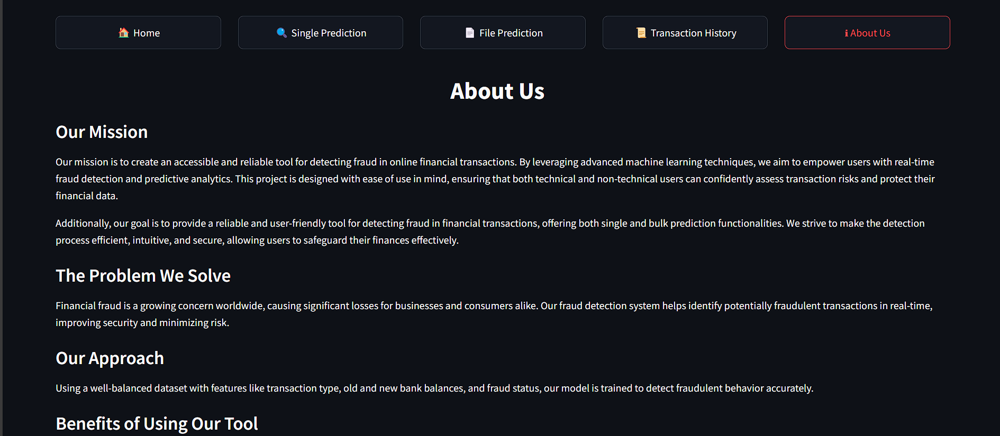 Home
Single Prediction
File Prediction
Transaction History
ℹ About Us
About Us
Our Mission
Our mission is to create an accessible and reliable tool for detecting fraud in online financial transactions. By leveraging advanced machine learning techniques, we aim to empower users with real-time
fraud detection and predictive analytics. This project is designed with ease of use in mind, ensuring that both technical and non-technical users can confidently assess transaction risks and protect their
financial data.
Additionally, our goal is to provide a reliable and user-friendly tool for detecting fraud in financial transactions, offering both single and bulk prediction functionalities. We strive to make the detection
process efficient, intuitive, and secure, allowing users to safeguard their finances effectively.
The Problem We Solve
Financial fraud is a growing concern worldwide, causing significant losses for businesses and consumers alike. Our fraud detection system helps identify potentially fraudulent transactions in real-time,
improving security and minimizing risk.
Our Approach
Using a well-balanced dataset with features like transaction type, old and new bank balances, and fraud status, our model is trained to detect fraudulent behavior accurately.
Benefits of Using Our Tool